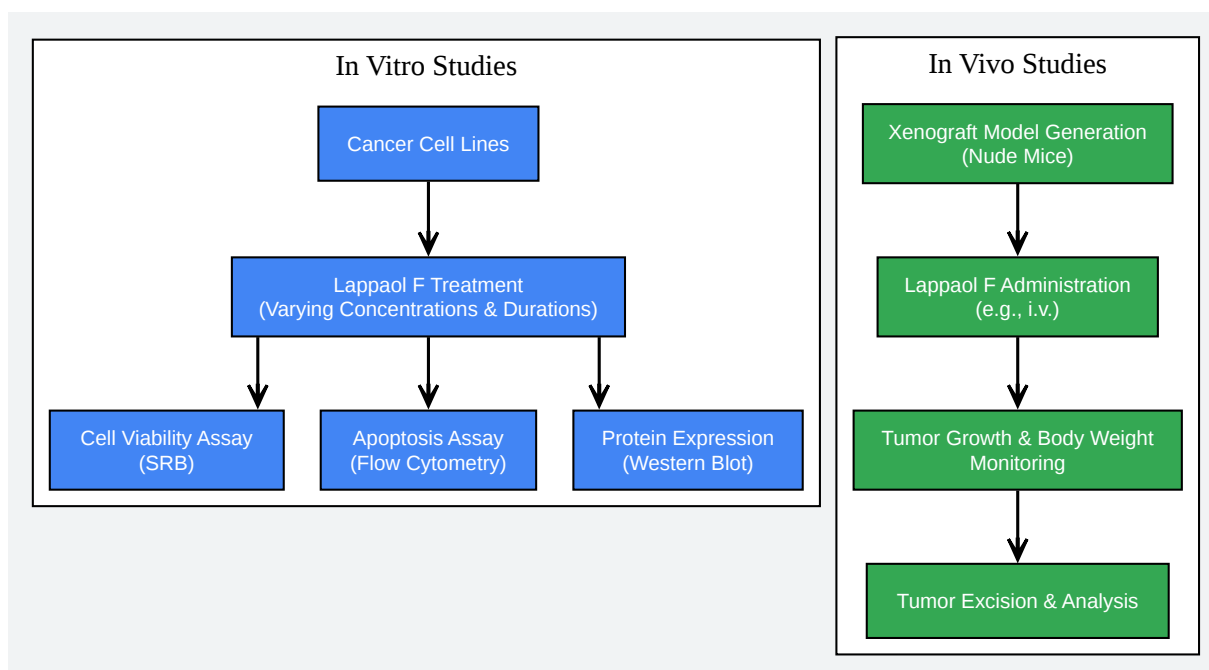 In Vitro Studies
Cancer Cell Lines
Lappaol F Treatment
(Varying Concentrations & Durations)
Cell Viability Assay
(SRB)
Apoptosis Assay
(Flow Cytometry)
Protein Expression
(Western Blot)
In Vivo Studies
Xenograft Model Generation
(Nude Mice)
Lappaol F Administration
(e.g., i.v.)
Tumor Growth & Body Weight
Monitoring
Tumor Excision & Analysis